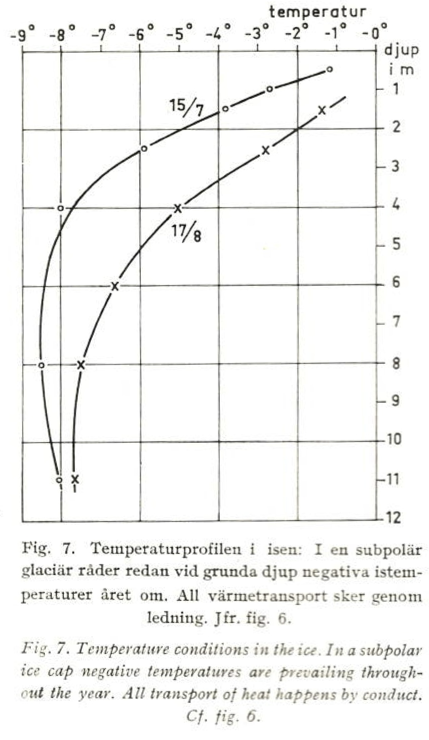 temperatur
-9° -8° -7° -6° -5° -4° -3° -2° -1° -0°
djup
i m
1
15/7
2
3
4
17/8
5
6
7
8
9
10
11
12
Fig. 7. Temperaturprofilen i isen: I en subpolär
glaciär råder redan vid grunda djup negativa istem-
peraturer året om. All värmetransport sker genom
ledning. Jfr. fig. 6.
Fig. 7. Temperature conditions in the ice. In a subpolar
ice cap negative temperatures are prevailing through-
out the year. All transport of heat happens by conduct.
Cf. fig. 6.